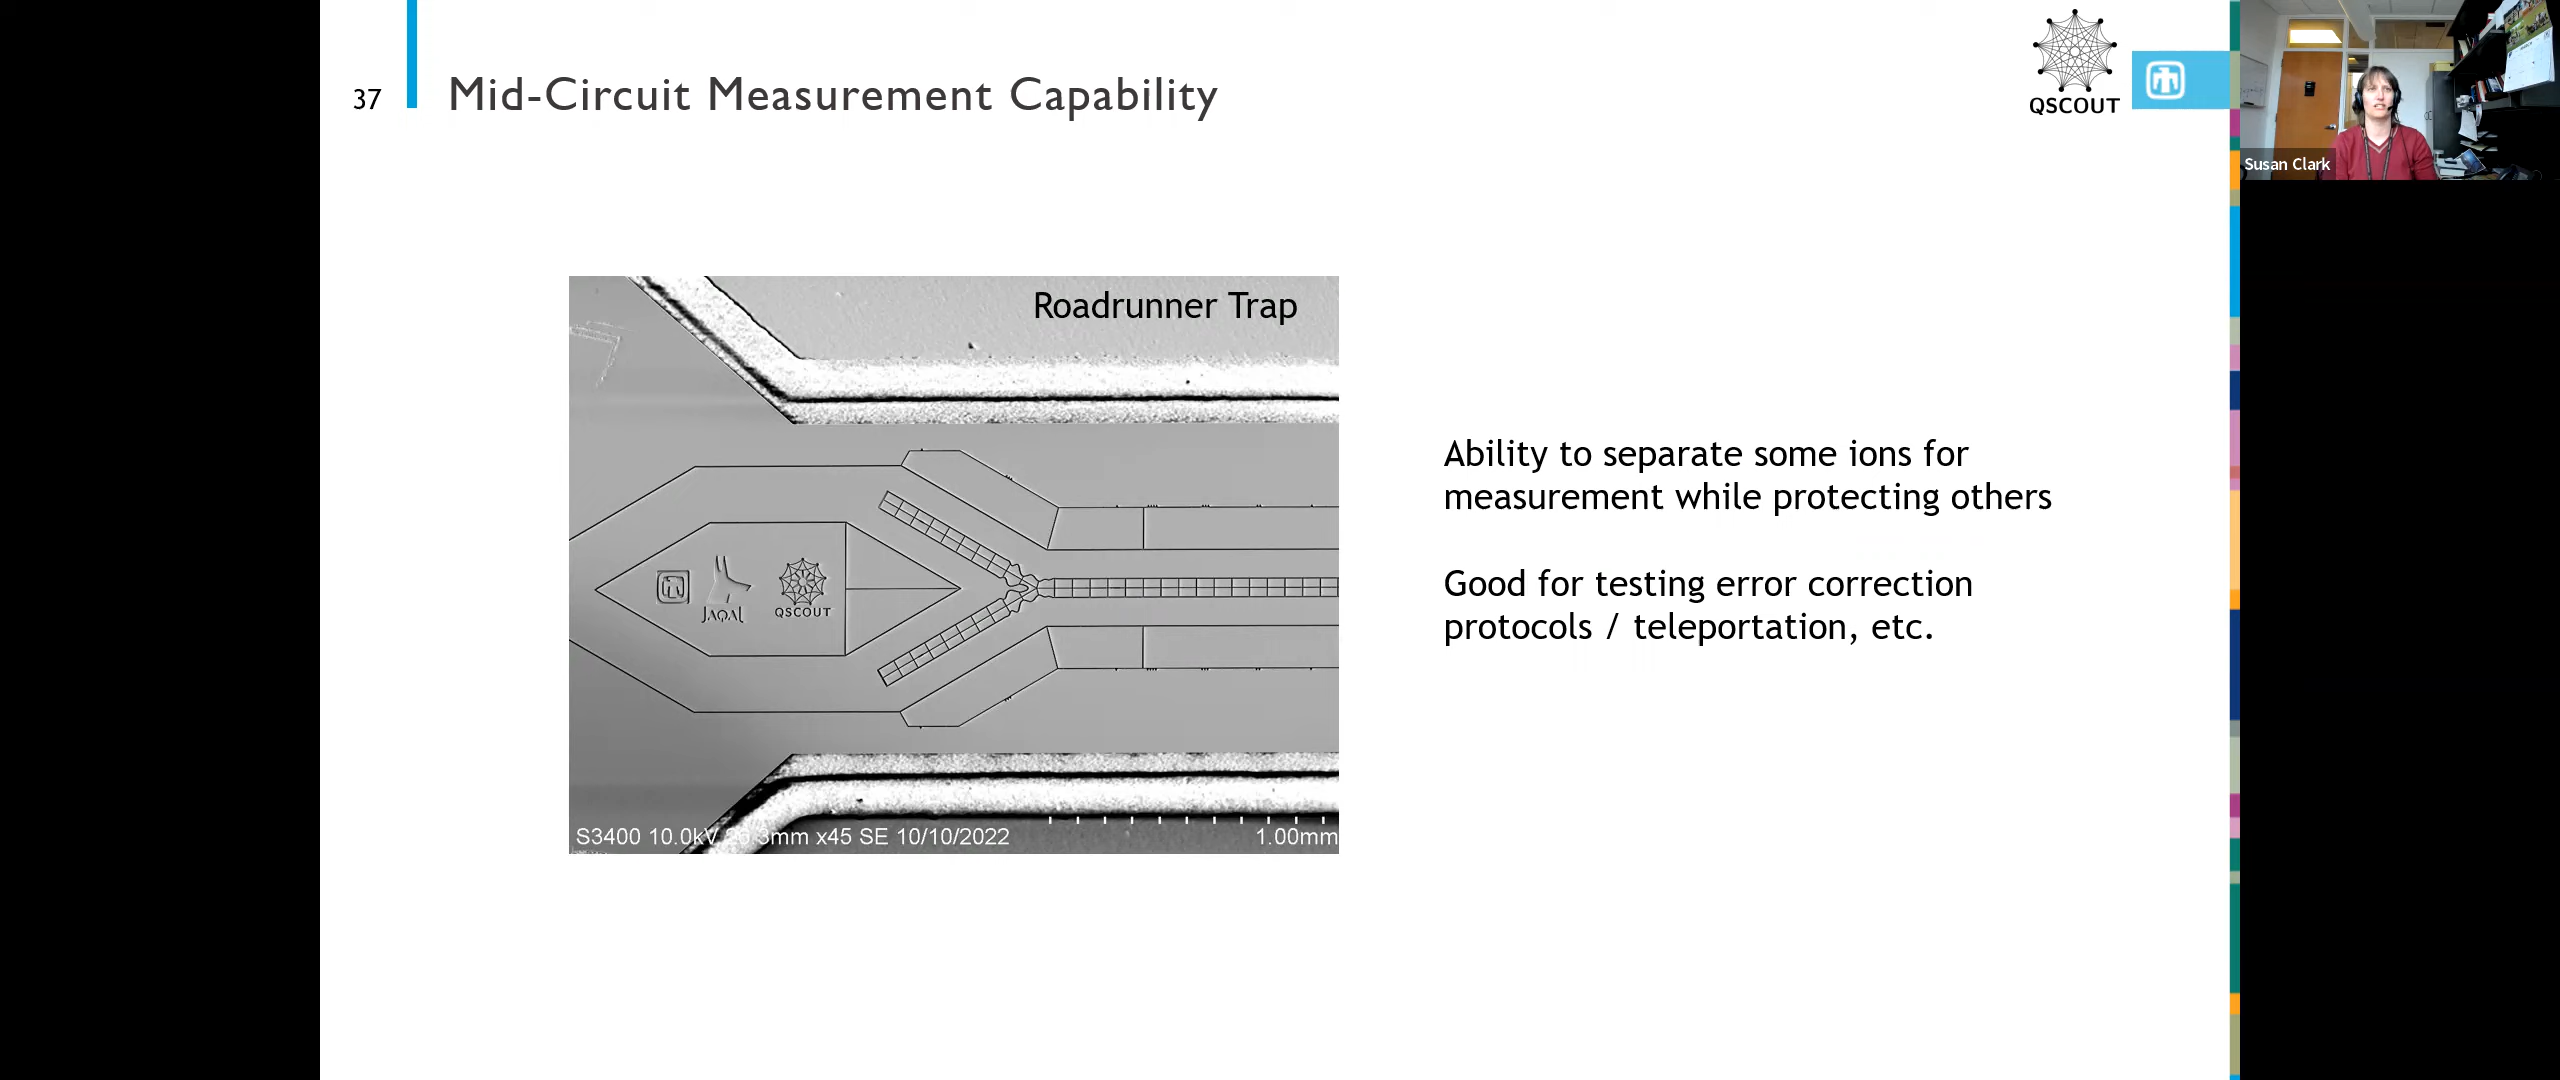 37
Mid-Circuit Measurement Capability
QSCOUT
Susan Clark
Roadrunner Trap
Ability to separate some ions for
measurement while protecting others
Good for testing error correction
protocols / teleportation, etc.
JAQAL
QSCOUT
S3400 10.0kV x45 SE 10/10/2022
1.00mm